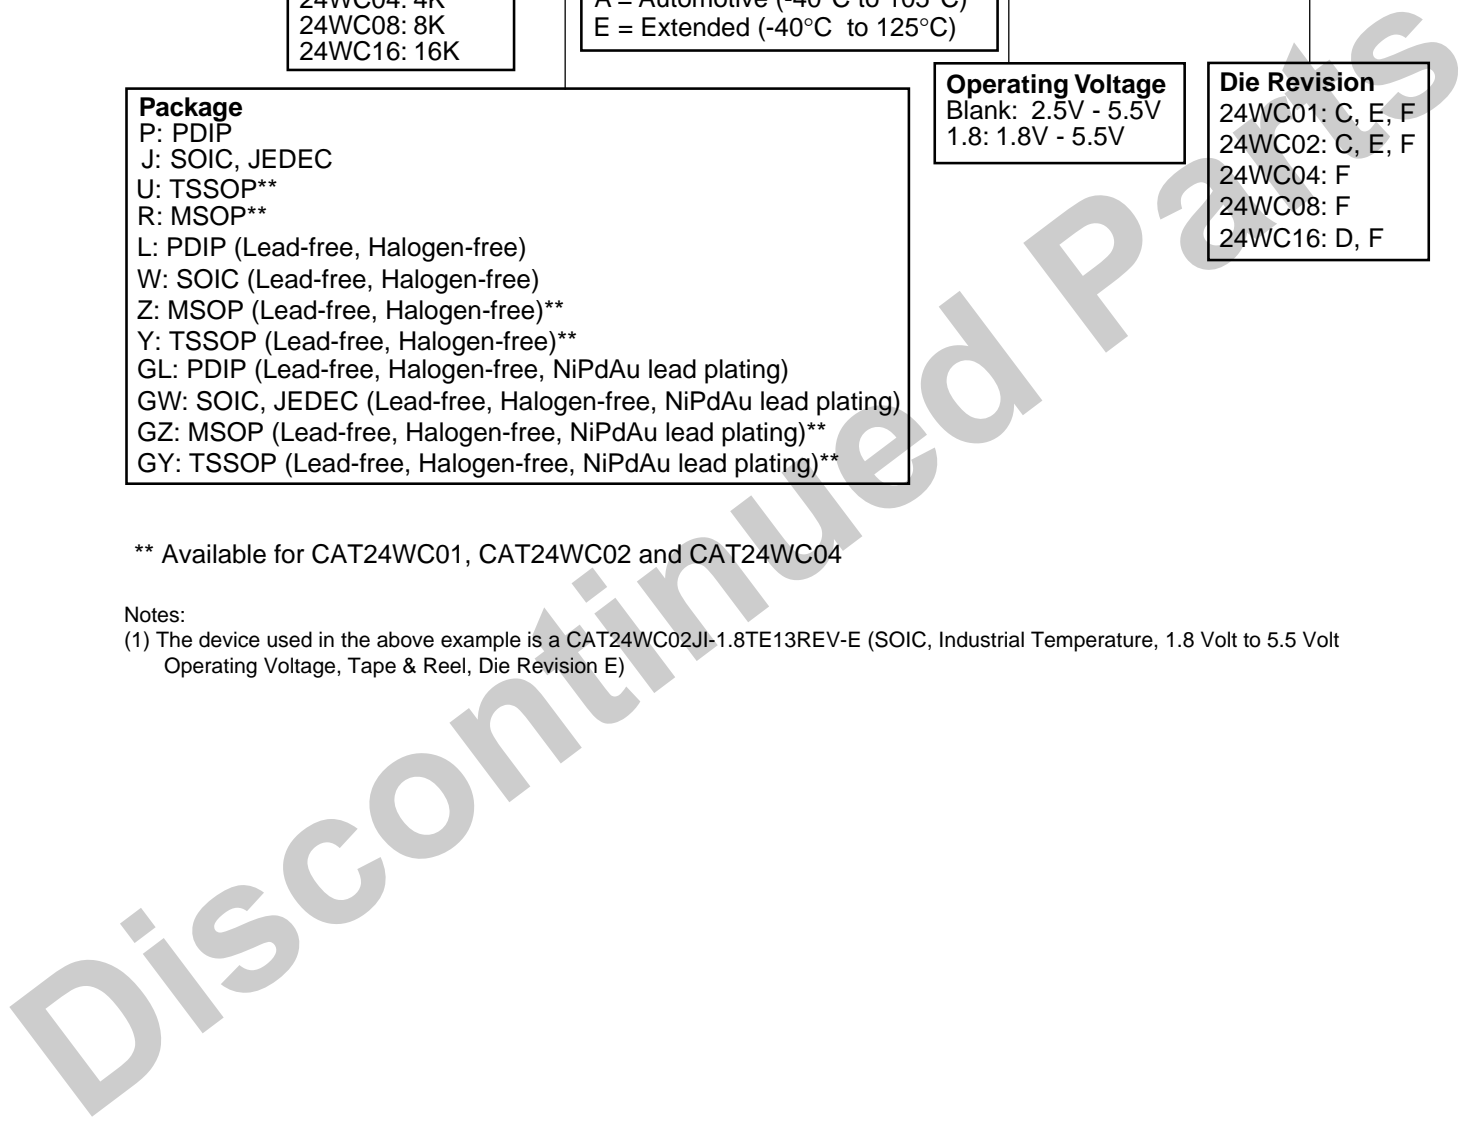 24WC04: 4K
24WC08: 8K
24WC16: 16K
A = Automotive (-40°C to 105°C)
E = Extended (-40°C to 125°C)
Package
P: PDIP
J: SOIC, JEDEC
U: TSSOP**
R: MSOP**
L: PDIP (Lead-free, Halogen-free)
W: SOIC (Lead-free, Halogen-free)
Z: MSOP (Lead-free, Halogen-free)**
Y: TSSOP (Lead-free, Halogen-free)**
GL: PDIP (Lead-free, Halogen-free, NiPdAu lead plating)
GW: SOIC, JEDEC (Lead-free, Halogen-free, NiPdAu lead plating)
GZ: MSOP (Lead-free, Halogen-free, NiPdAu lead plating)**
GY: TSSOP (Lead-free, Halogen-free, NiPdAu lead plating)**
Operating Voltage
Blank: 2.5V - 5.5V
1.8: 1.8V - 5.5V
Die Revision
24WC01: C, E, F
24WC02: C, E, F
24WC04: F
24WC08: F
24WC16: D, F
** Available for CAT24WC01, CAT24WC02 and CAT24WC04
Notes:
(1) The device used in the above example is a CAT24WC02JI-1.8TE13REV-E (SOIC, Industrial Temperature, 1.8 Volt to 5.5 Volt
Operating Voltage, Tape & Reel, Die Revision E)
Discontinued Parts